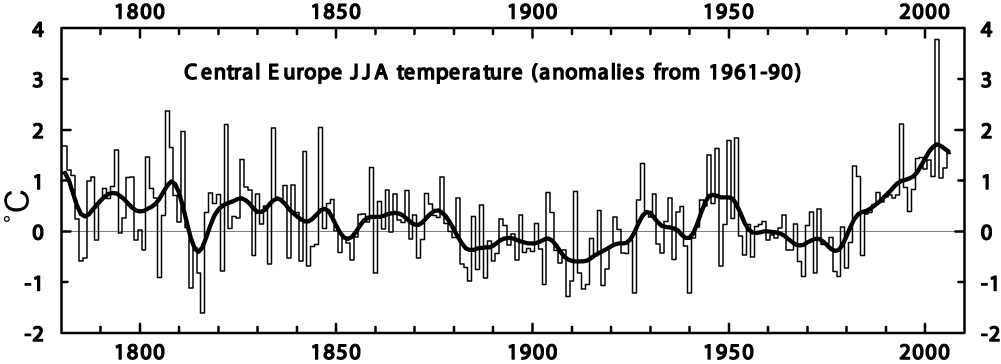 1800 1850 1900 1950 2000
4 4
Central Europe JJA temperature (anomalies from 1961-90)
3 3
2 2
1 1
°C
0 0
-1 -1
-2 -2
1800 1850 1900 1950 2000